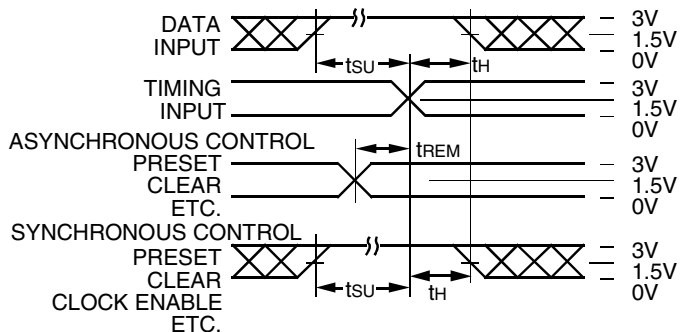 DATA
INPUT
3V
1.5V
0V
tSU
tH
TIMING
INPUT
3V
1.5V
0V
ASYNCHRONOUS CONTROL
tREM
PRESET
CLEAR
ETC.
3V
1.5V
0V
SYNCHRONOUS CONTROL
PRESET
CLEAR
CLOCK ENABLE
ETC.
3V
1.5V
0V
tSU
tH